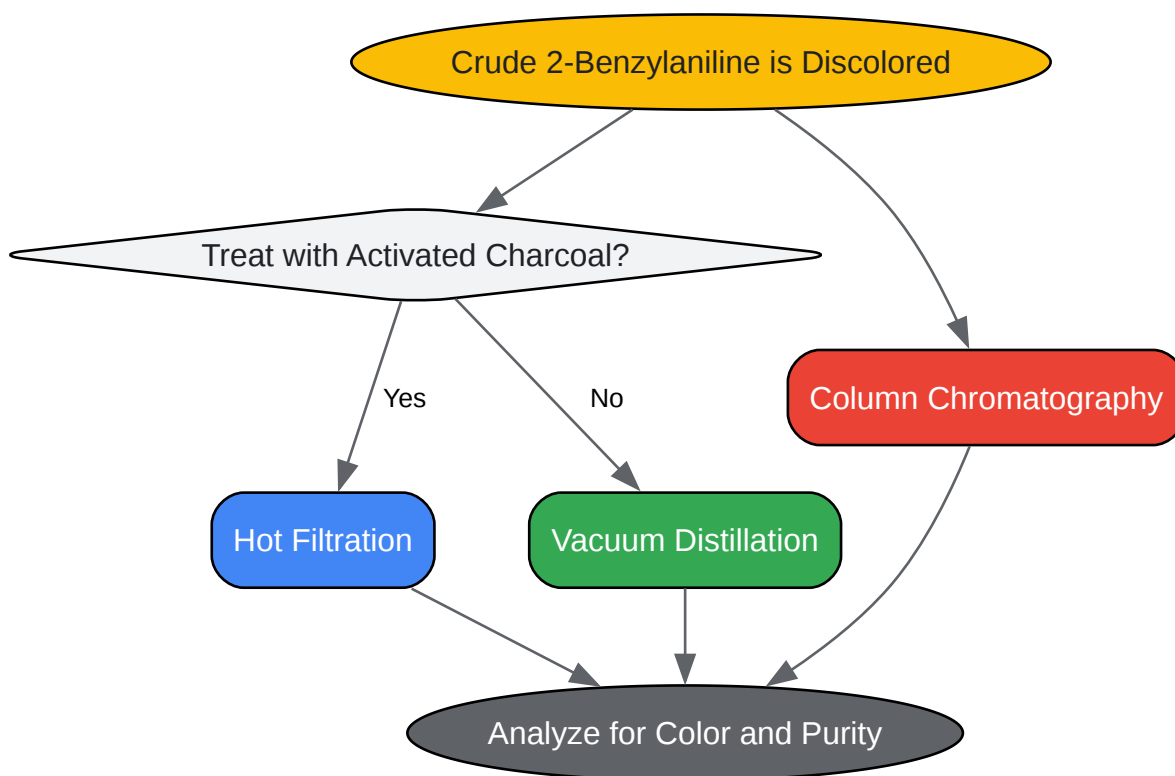 Crude 2-Benzylaniline is Discolored
Treat with Activated Charcoal?
Yes
No
Column Chromatography
Hot Filtration
Vacuum Distillation
Analyze for Color and Purity